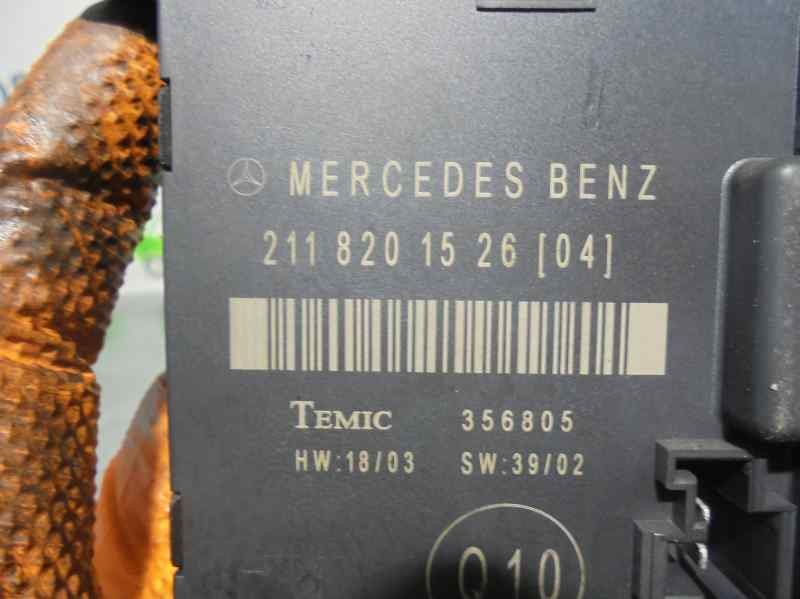 MERCEDES BENZ
211 820 15 26 [04]
TEMIC 356805
HW:18/03 SW:39/02
Q10